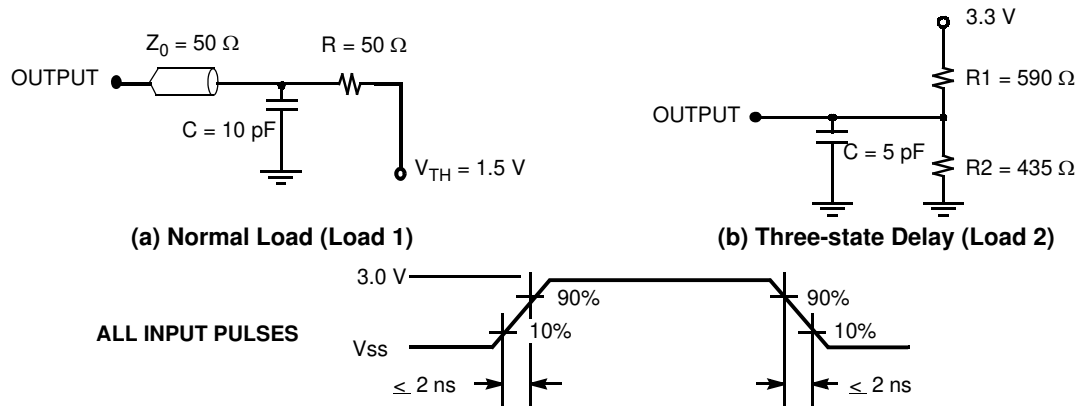 Z0 = 50 Ω
R = 50 Ω
OUTPUT
C = 10 pF
VTH = 1.5 V
(a) Normal Load (Load 1)
3.3 V
R1 = 590 Ω
OUTPUT
C = 5 pF
R2 = 435 Ω
(b) Three-state Delay (Load 2)
3.0 V
90%
90%
10%
10%
ALL INPUT PULSES
Vss
≤ 2 ns
≤ 2 ns